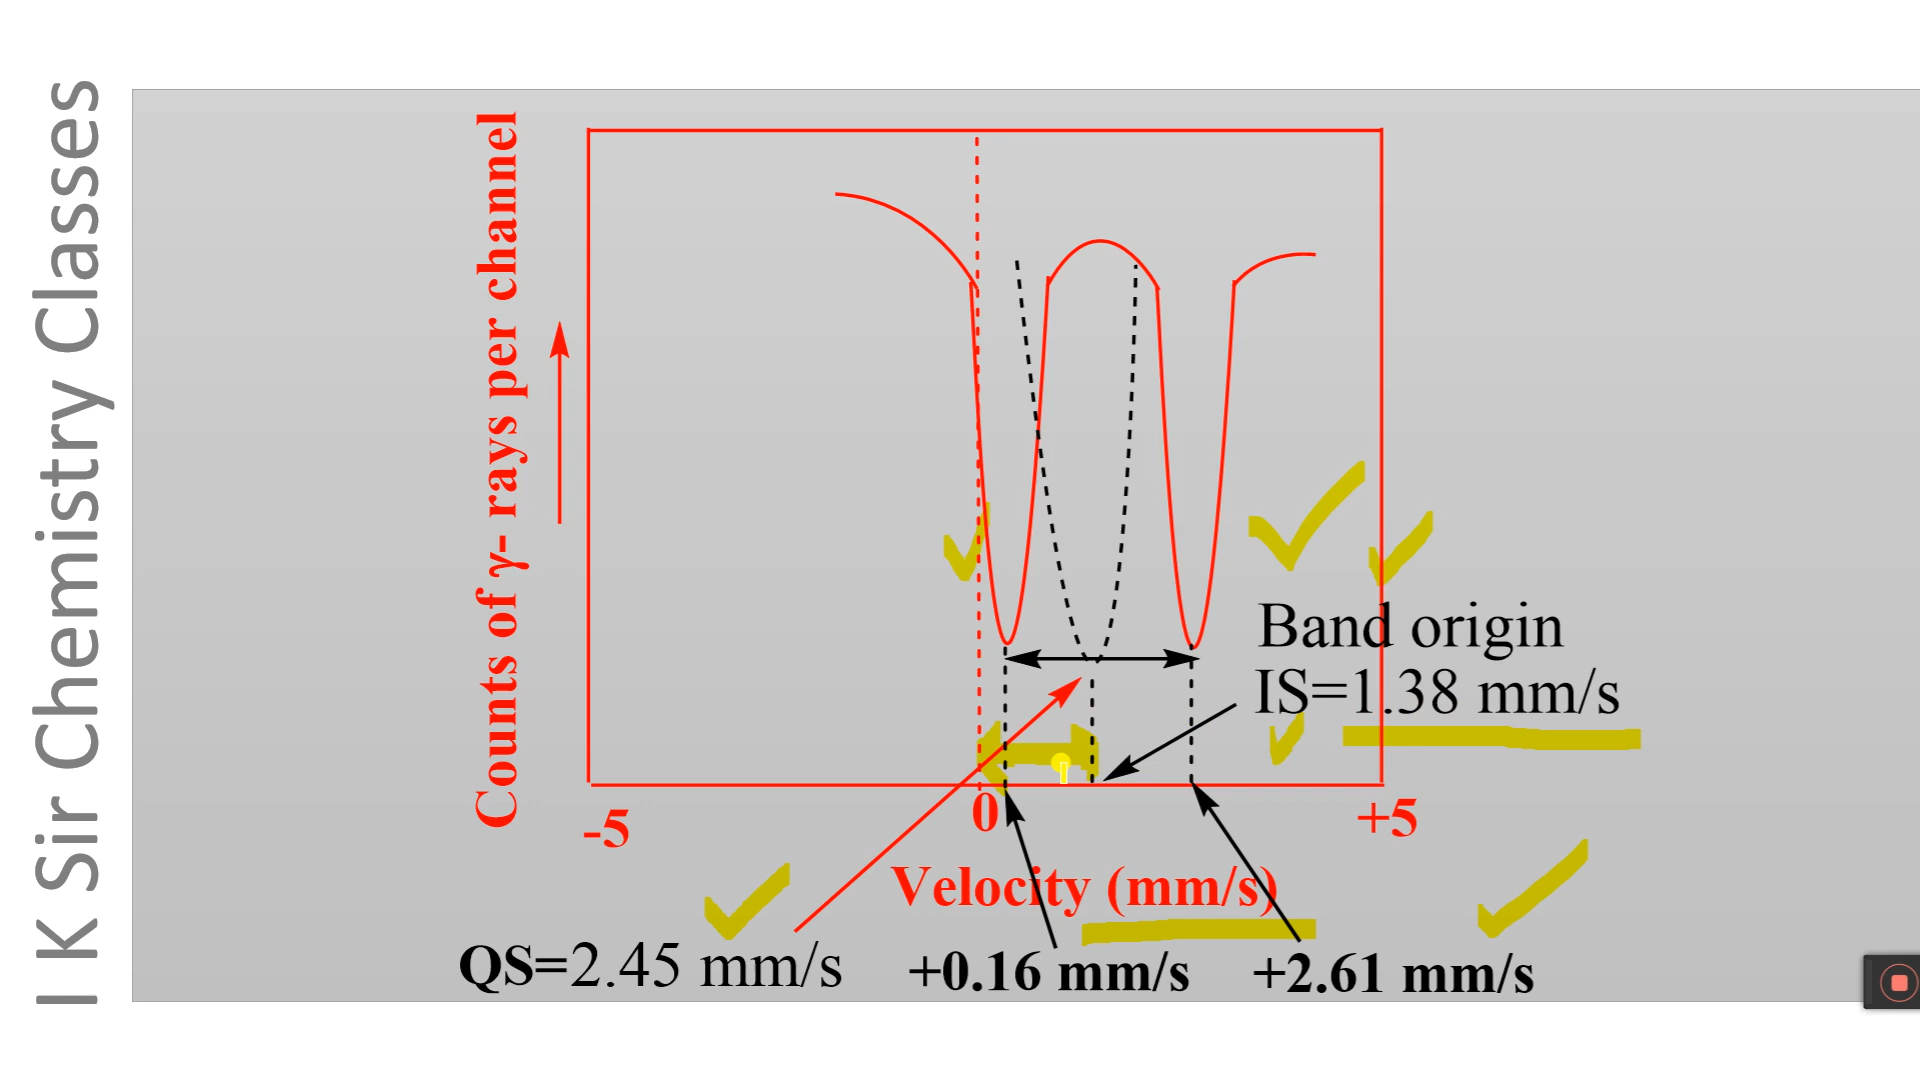 I K Sir Chemistry Classes
Counts of γ- rays per channel
Band origin
IS=1.38 mm/s
-5
0
+5
Velocity (mm/s)
QS=2.45 mm/s
+0.16 mm/s
+2.61 mm/s